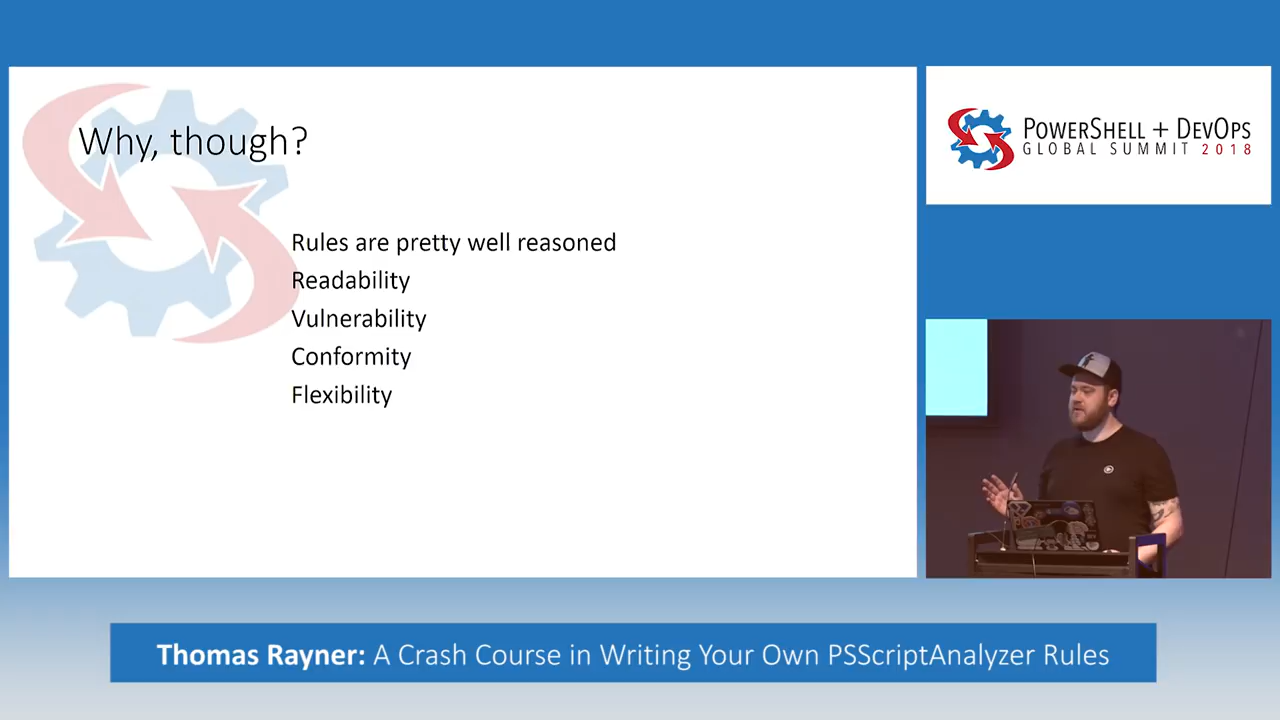 Why, though?
Rules are pretty well reasoned
Readability
Vulnerability
Conformity
Flexibility
POWERSHELL + DEVOPS
GLOBAL SUMMIT 2018
Thomas Rayner: A Crash Course in Writing Your Own PSScriptAnalyzer Rules